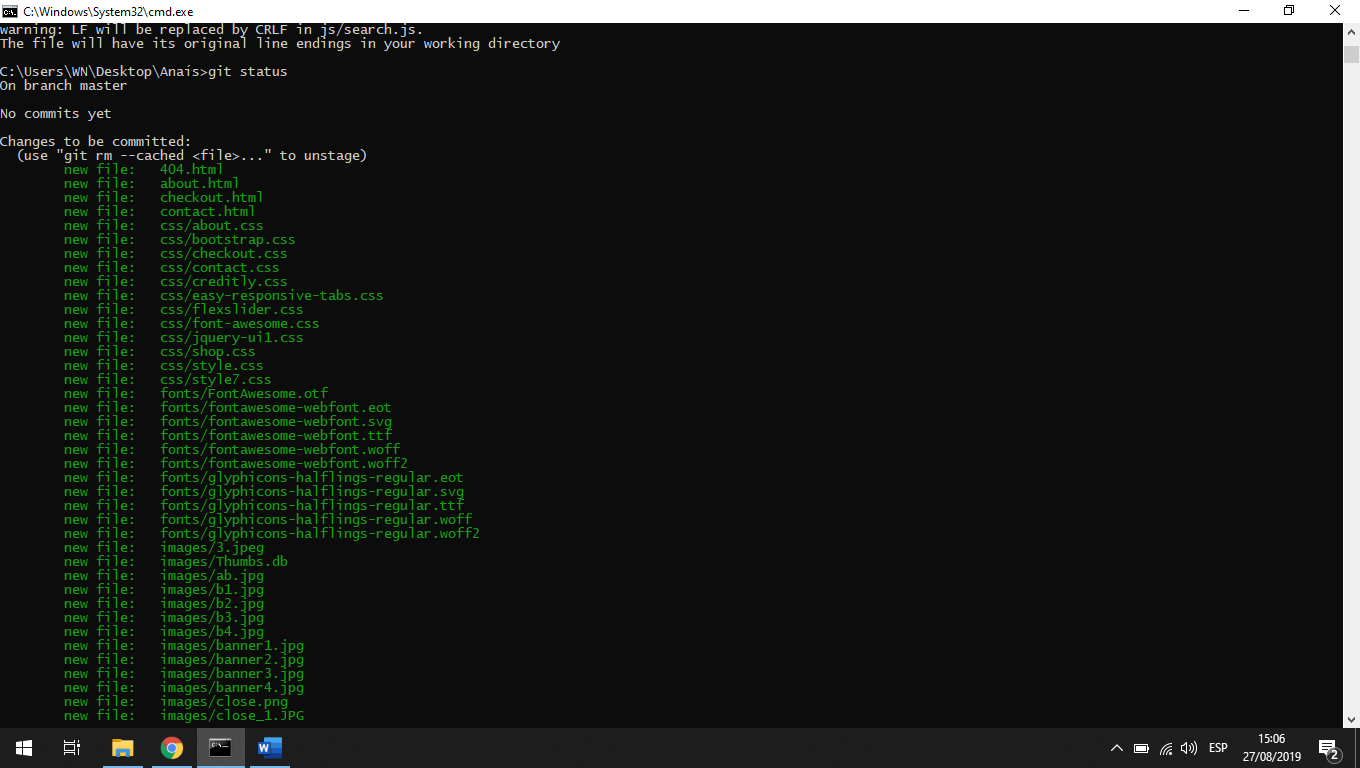 C:\Windows\System32\cmd.exe
warning: LF will be replaced by CRLF in js/search.js.
The file will have its original line endings in your working directory
C:\Users\WN\Desktop\Anaís>git status
On branch master
No commits yet
Changes to be committed:
(use "git rm --cached <file>..." to unstage)
new file: 404.html
new file: about.html
new file: checkout.html
new file: contact.html
new file: css/about.css
new file: css/bootstrap.css
new file: css/checkout.css
new file: css/contact.css
new file: css/creditly.css
new file: css/easy-responsive-tabs.css
new file: css/flexslider.css
new file: css/font-awesome.css
new file: css/jquery-ui1.css
new file: css/shop.css
new file: css/style.css
new file: css/style7.css
new file: fonts/FontAwesome.otf
new file: fonts/fontawesome-webfont.eot
new file: fonts/fontawesome-webfont.svg
new file: fonts/fontawesome-webfont.ttf
new file: fonts/fontawesome-webfont.woff
new file: fonts/fontawesome-webfont.woff2
new file: fonts/glyphicons-halflings-regular.eot
new file: fonts/glyphicons-halflings-regular.svg
new file: fonts/glyphicons-halflings-regular.ttf
new file: fonts/glyphicons-halflings-regular.woff
new file: fonts/glyphicons-halflings-regular.woff2
new file: images/3.jpeg
new file: images/Thumbs.db
new file: images/ab.jpg
new file: images/b1.jpg
new file: images/b2.jpg
new file: images/b3.jpg
new file: images/b4.jpg
new file: images/banner1.jpg
new file: images/banner2.jpg
new file: images/banner3.jpg
new file: images/banner4.jpg
new file: images/close.png
new file: images/close_1.JPG
ESP
15:06
27/08/2019
2